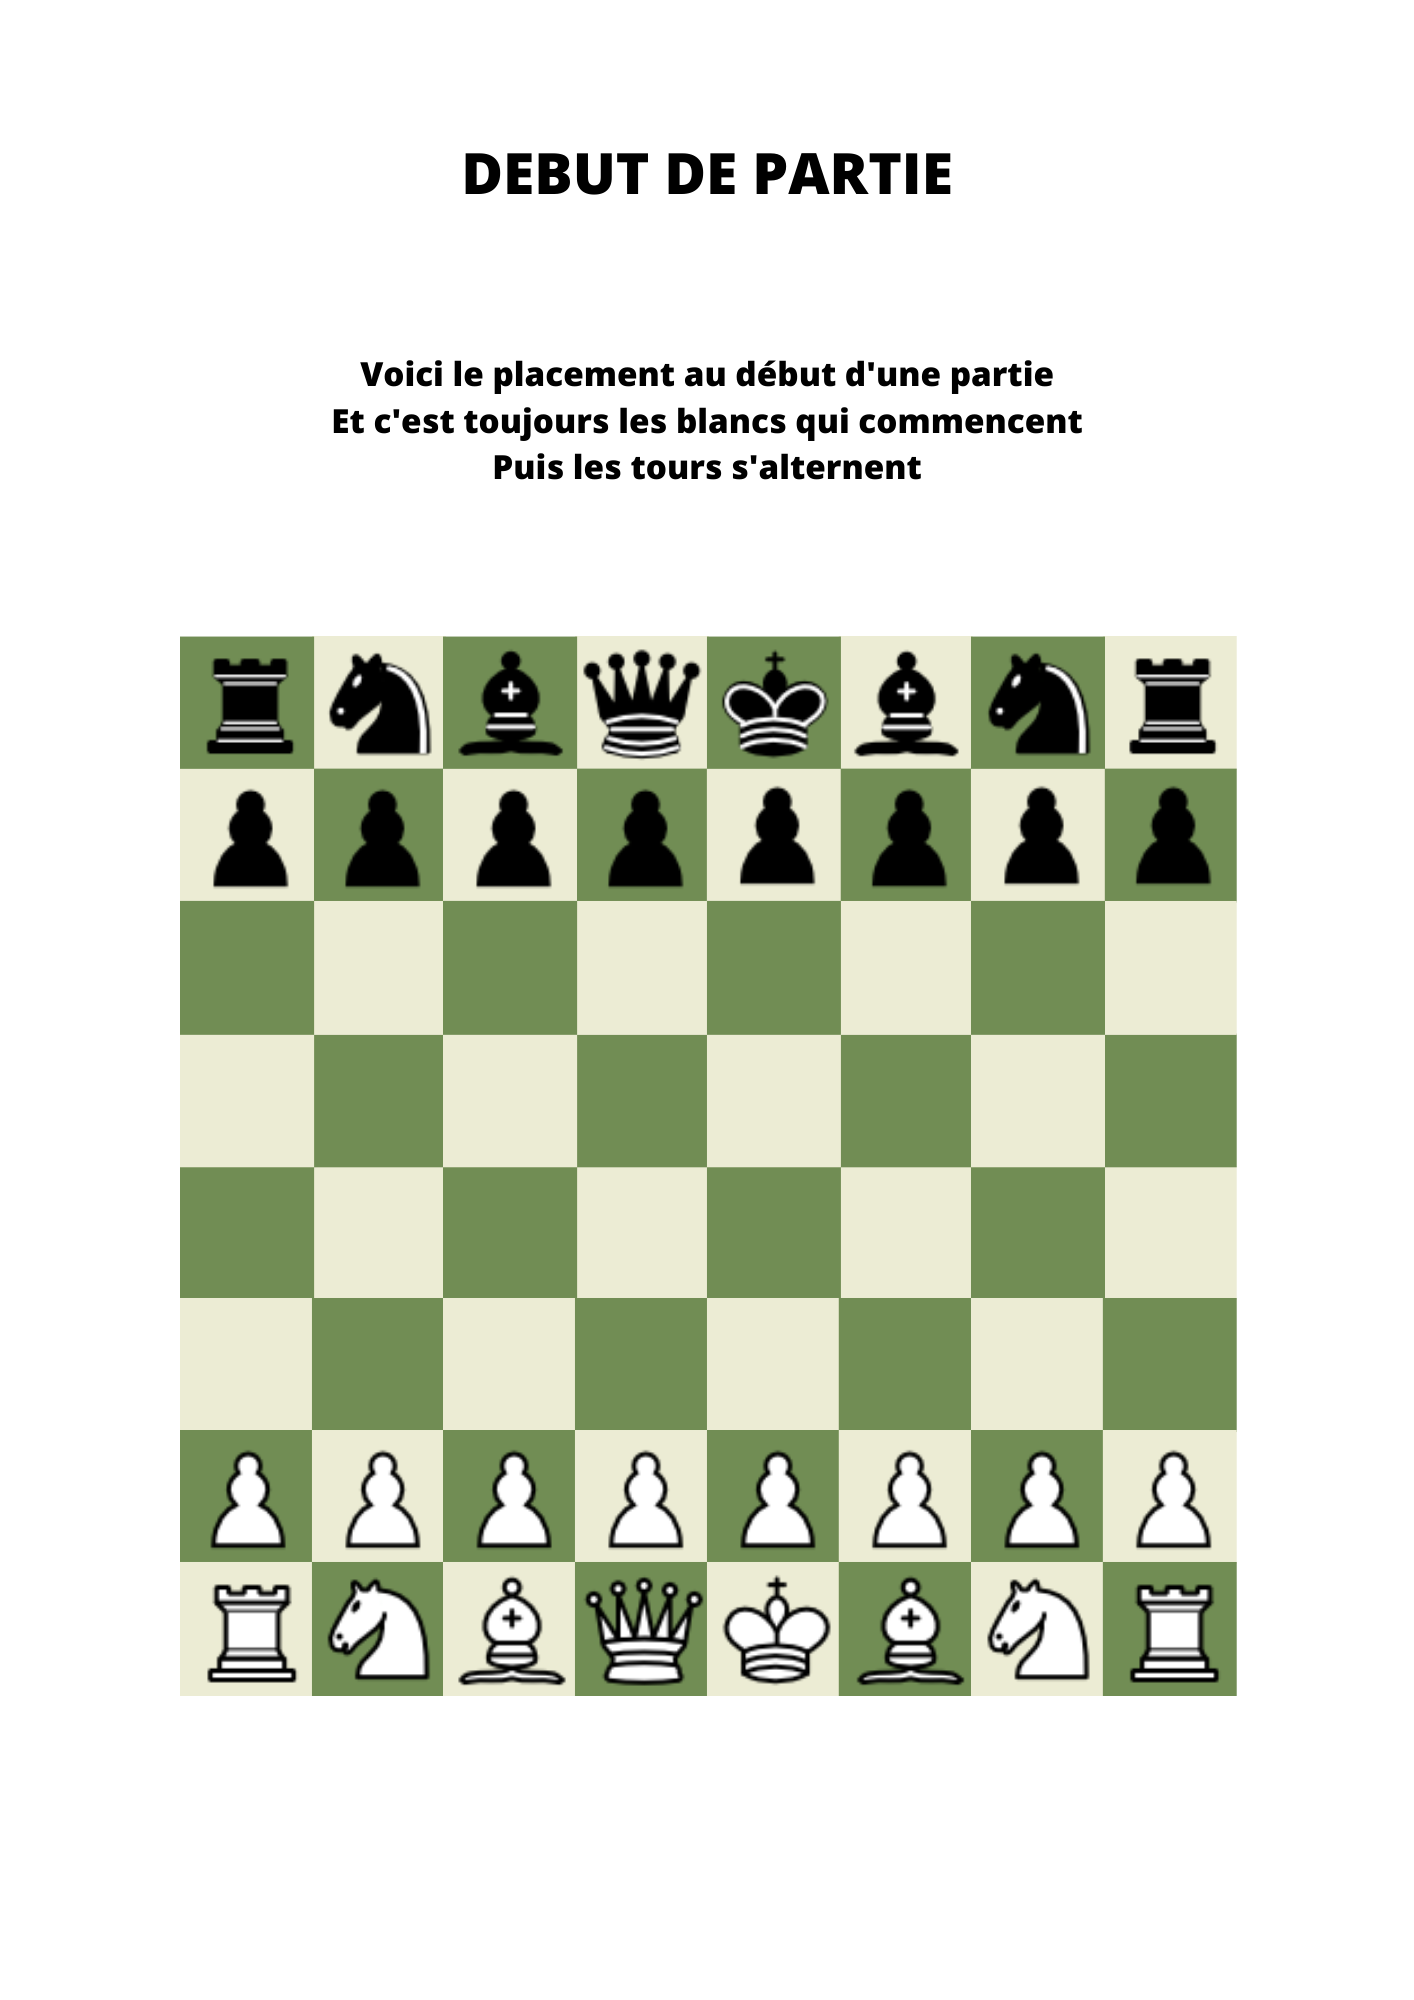 DEBUT DE PARTIE
Voici le placement au début d'une partie
Et c'est toujours les blancs qui commencent
Puis les tours s'alternent